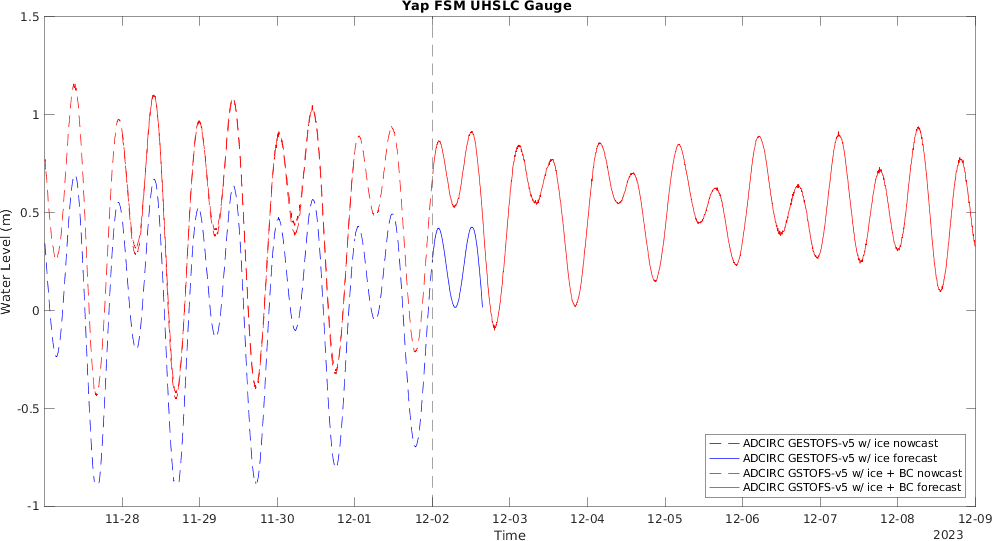 Yap FSM UHSLC Gauge
1.5
1
0.5
0
-0.5
-1
Water Level (m)
ADCIRC GESTOFS-v5 w/ ice nowcast
ADCIRC GESTOFS-v5 w/ ice forecast
ADCIRC GSTOFS-v5 w/ ice + BC nowcast
ADCIRC GSTOFS-v5 w/ ice + BC forecast
11-28 11-29 11-30 12-01 12-02 12-03 12-04 12-05 12-06 12-07 12-08 12-09
Time
2023